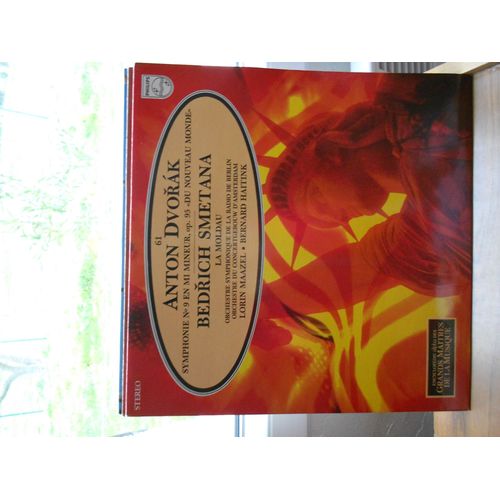 STEREO
PHILIPS
61
ANTON DVOŘÁK
SYMPHONIE No 9 EN MI MINEUR, op. 95 «DU NOUVEAU MONDE»
BEDŘICH SMETANA
LA MOLDAU
ORCHESTRE SYMPHONIQUE DE LA RADIO DE BERLIN
ORCHESTRE DU CONCERTGEBOUW D'AMSTERDAM
LORIN MAAZEL • BERNARD HAITINK
GRANDS MAÎTRES
DE LA MUSIQUE